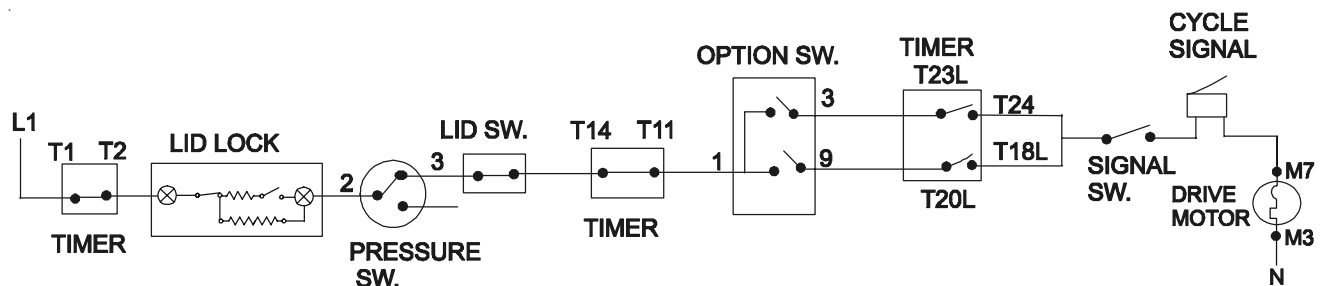 L1
T1
T2
TIMER
LID LOCK
2
PRESSURE
SW.
3
LID SW.
T14
T11
TIMER
OPTION SW.
1
3
9
TIMER
T23L
T24
T18L
T20L
SIGNAL
SW.
CYCLE
SIGNAL
M7
DRIVE
MOTOR
M3
N